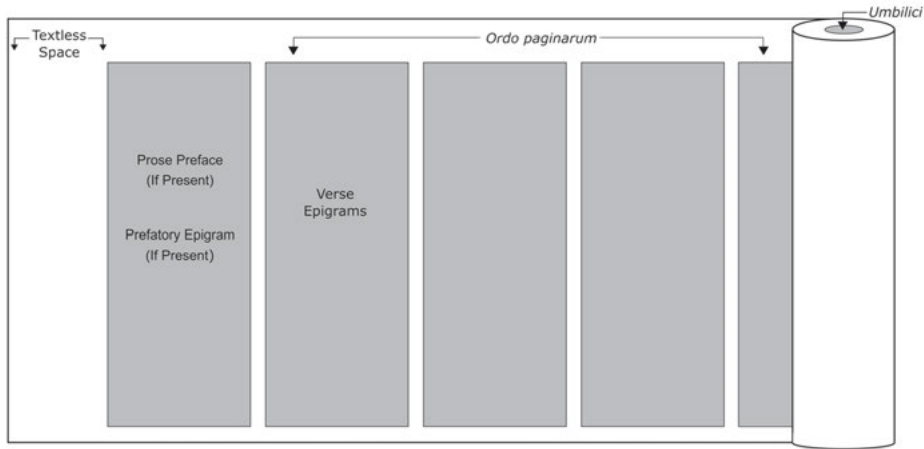 Umbilici
Textless
Space
Ordo paginarum
Prose Preface
(If Present)
Prefatory Epigram
(If Present)
Verse
Epigrams